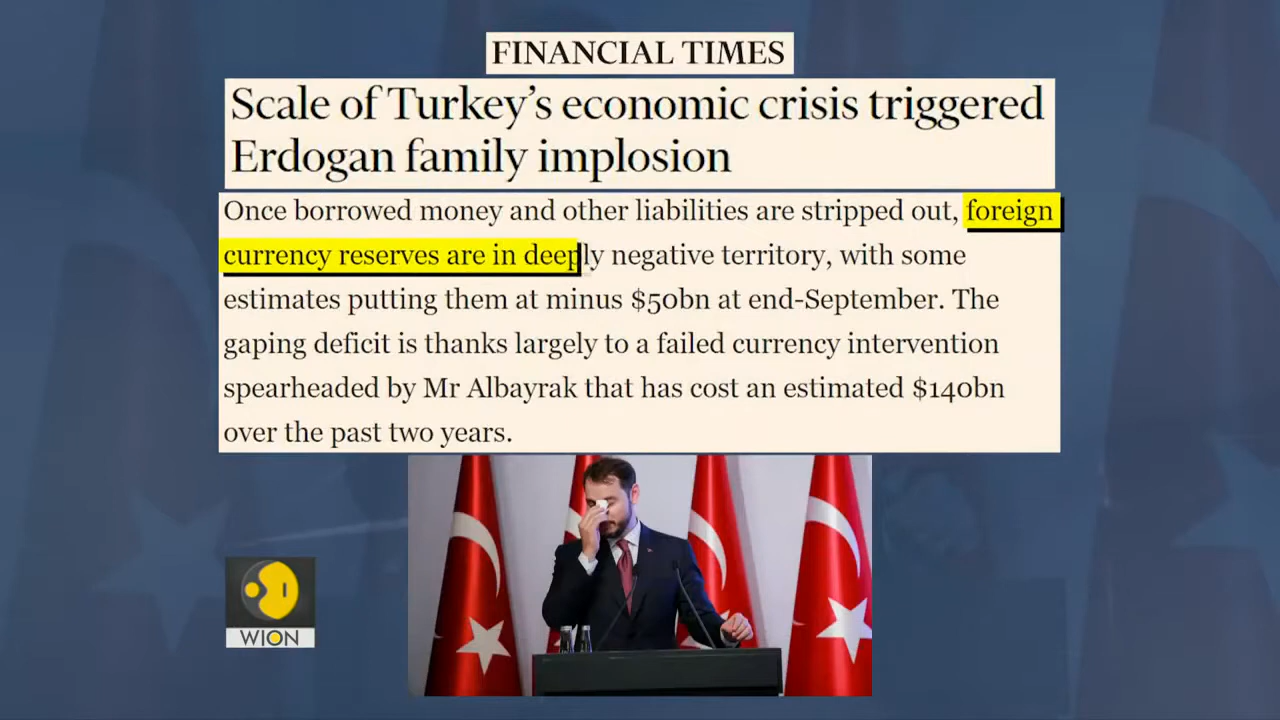 FINANCIAL TIMES
Scale of Turkey's economic crisis triggered
Erdogan family implosion
Once borrowed money and other liabilities are stripped out, foreign
currency reserves are in deeply negative territory, with some
estimates putting them at minus $50bn at end-September. The
gaping deficit is thanks largely to a failed currency intervention
spearheaded by Mr Albayrak that has cost an estimated $140bn
over the past two years.
WION